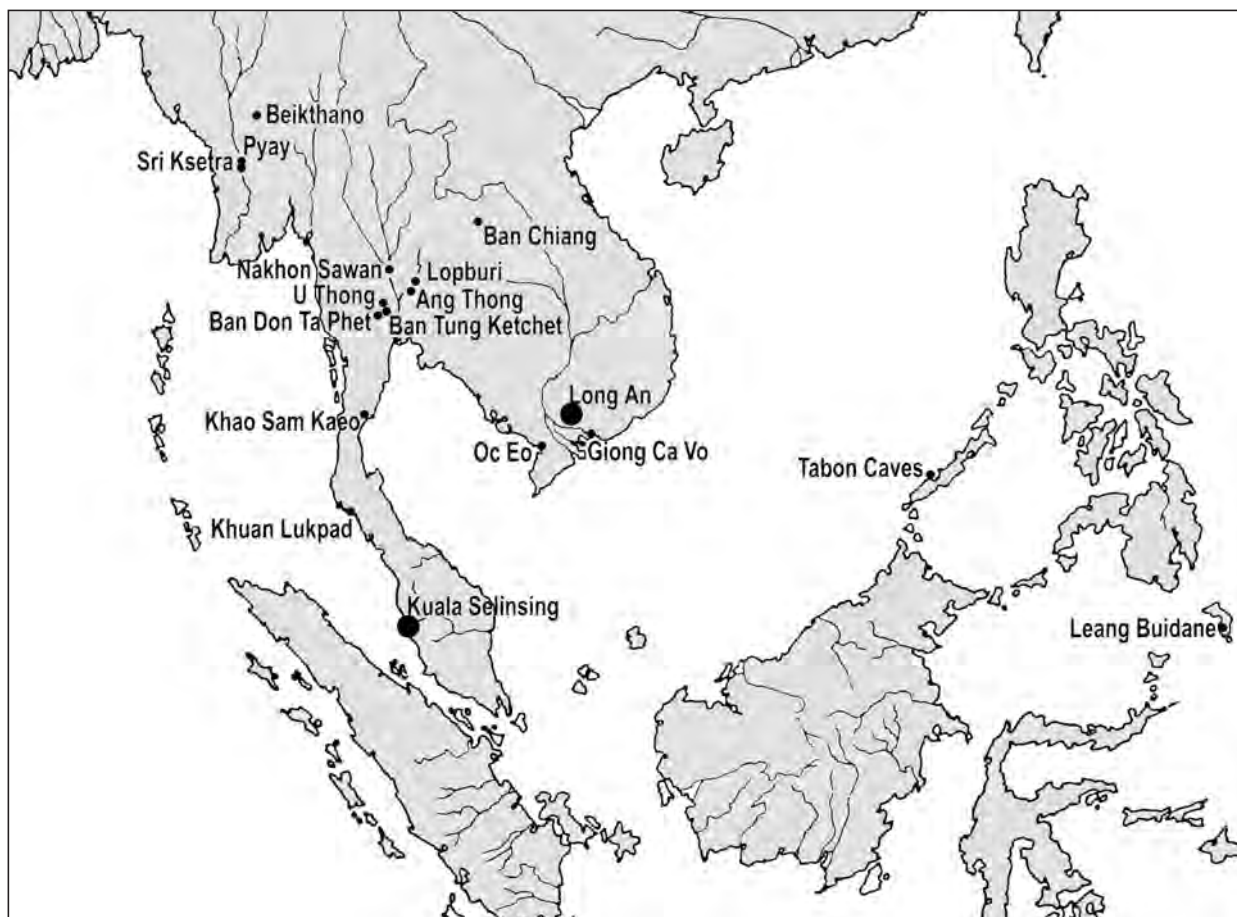 Beikthano
Pyay
Sri Ksetra
Ban Chiang
Nakhon Sawan
Lopburi
U Thong
Ang Thong
Ban Don Ta Phet
Ban Tung Ketchet
Long An
Khao Sam Kaeo
Oc Eo
Giong Ca Vo
Tabon Caves
Khuan Lukpad
Kuala Selinsing
Leang Buidane